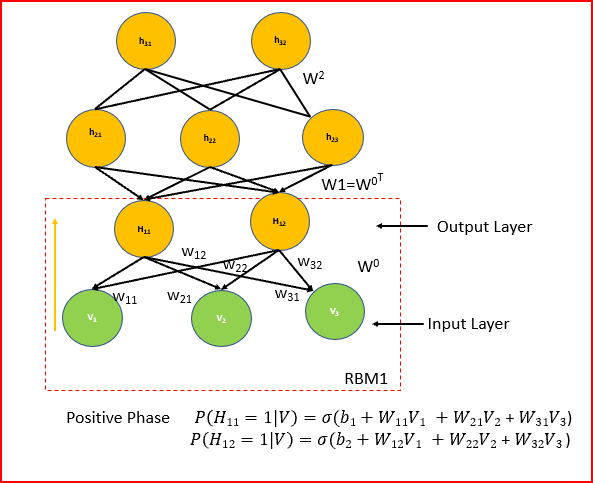 h₃₁ h₃₂
W²
h₂₁ h₂₂ h₂₃
W1=W⁰ᵀ
H₁₁ H₁₂
Output Layer
w₁₂ w₂₂ w₃₂ W⁰
w₁₁ w₂₁ w₃₁
V₁ V₂ V₃
Input Layer
RBM1
Positive Phase P(H₁₁ = 1|V) = σ(b₁ + W₁₁V₁ + W₂₁V₂ + W₃₁V₃)
P(H₁₂ = 1|V) = σ(b₂ + W₁₂V₁ + W₂₂V₂ + W₃₂V₃ )